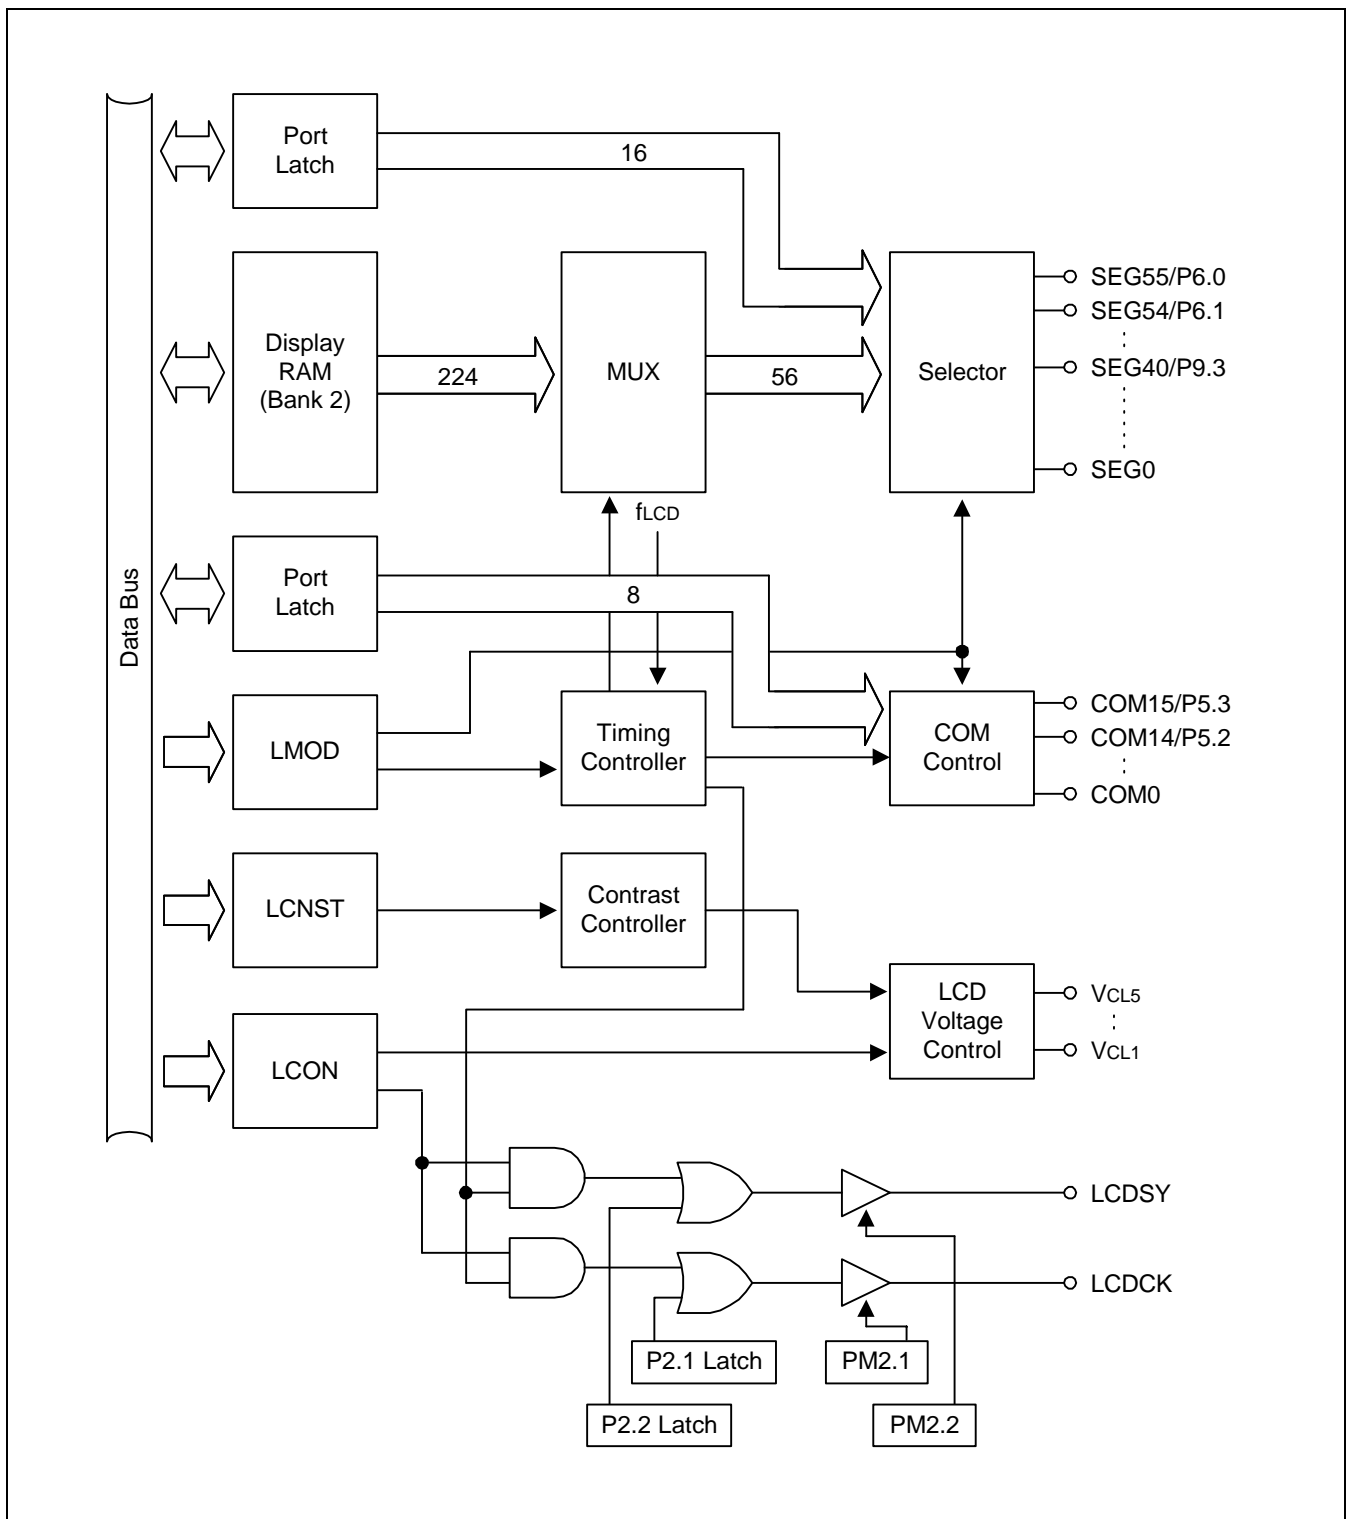 Data Bus
Port
Latch
16
Display
RAM
(Bank 2)
224
MUX
56
Selector
SEG55/P6.0
SEG54/P6.1
SEG40/P9.3
SEG0
fLCD
Port
Latch
8
LMOD
Timing
Controller
COM
Control
COM15/P5.3
COM14/P5.2
COM0
LCNST
Contrast
Controller
LCD
Voltage
Control
VCL5
VCL1
LCON
LCDSY
LCDCK
P2.1 Latch
PM2.1
P2.2 Latch
PM2.2